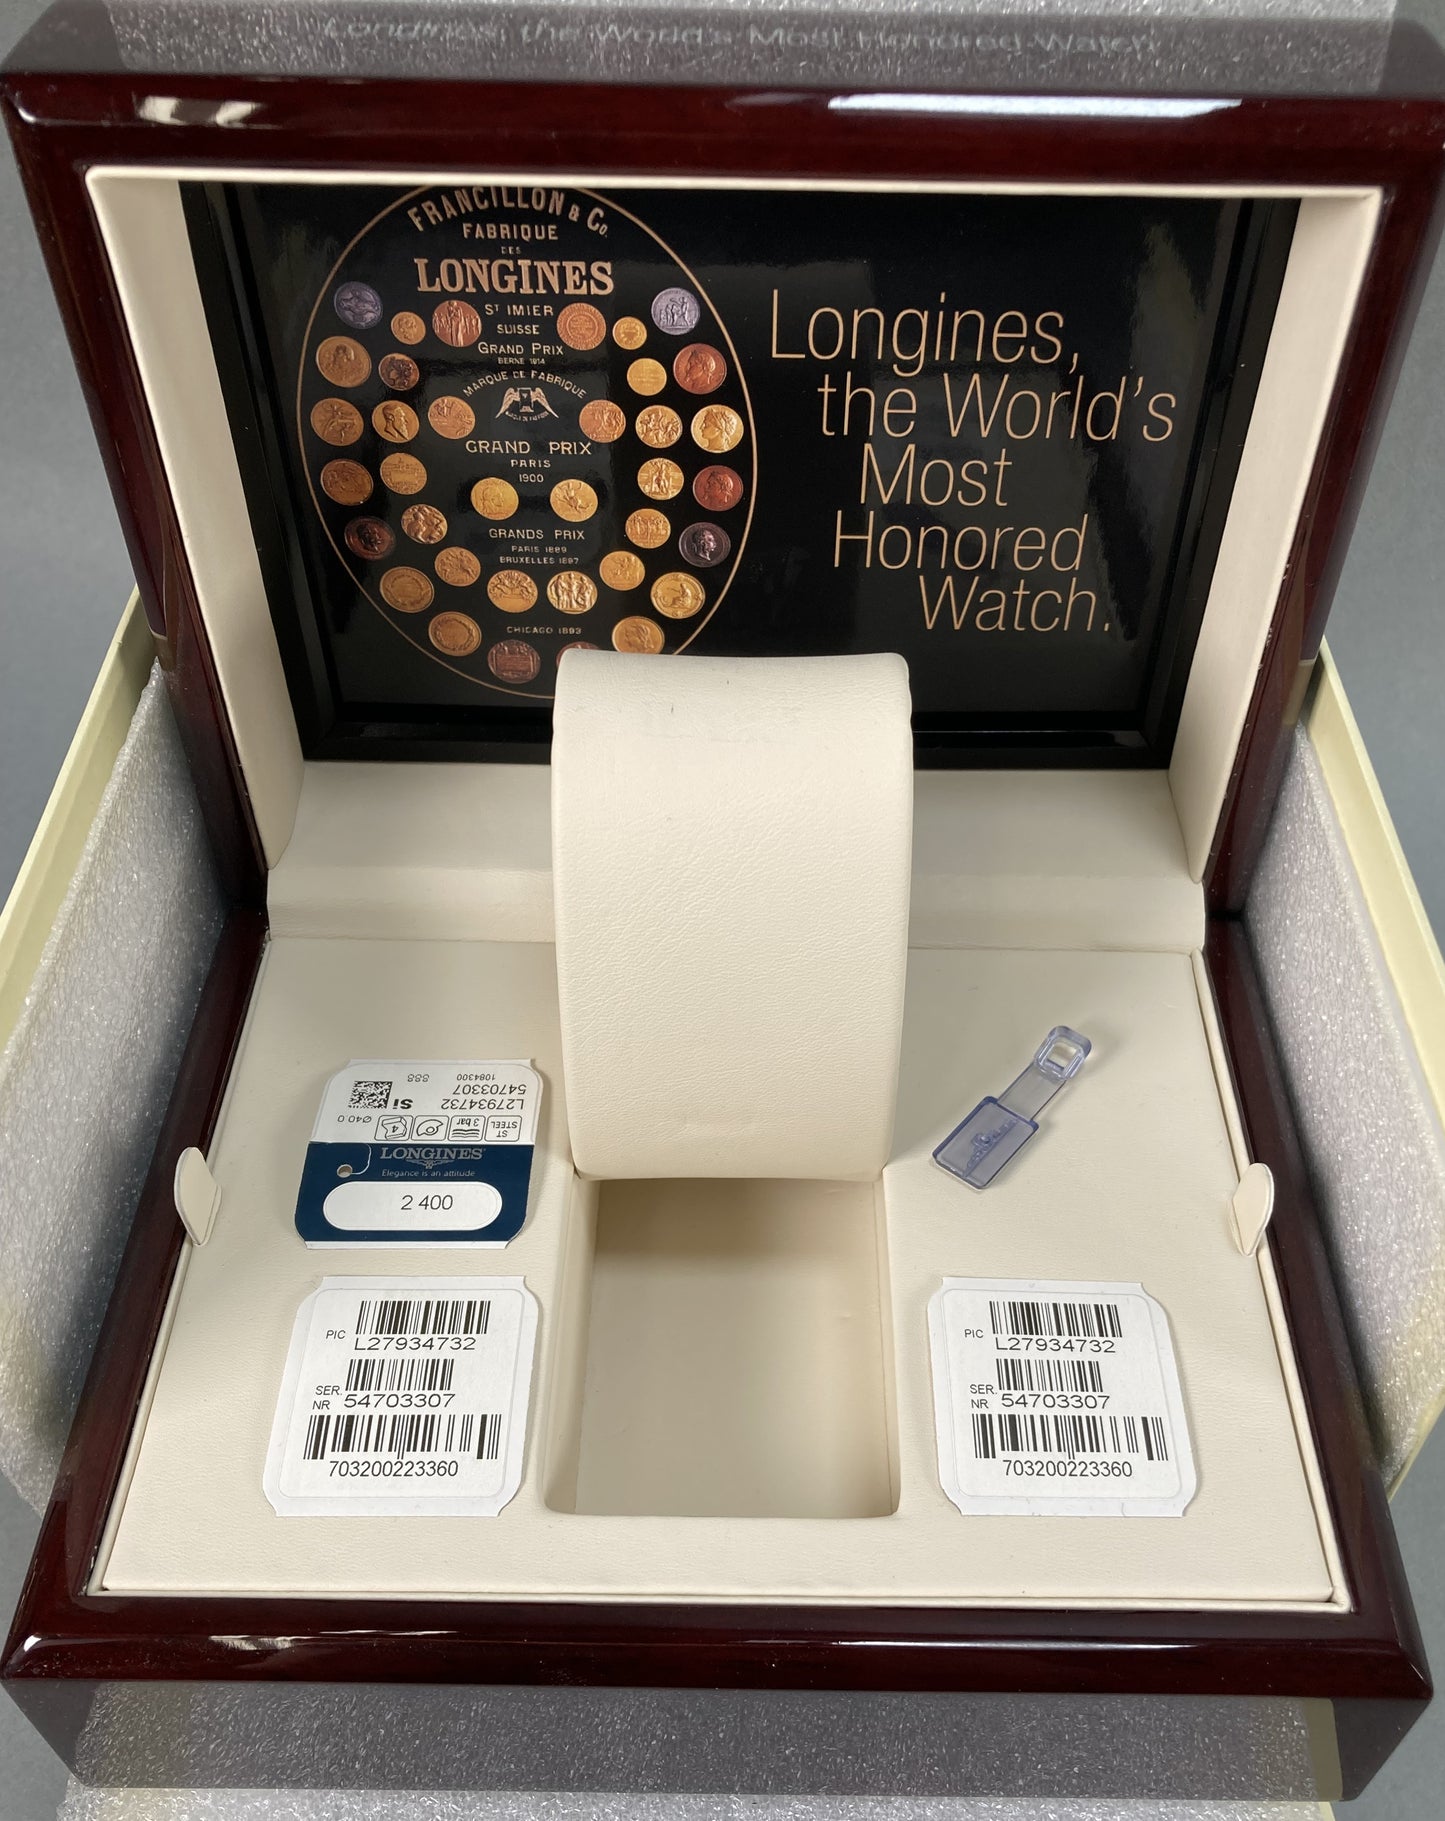 Longines, the World's Most Honored Watch
FRANCILLON & Co.
FABRIQUE
DES
LONGINES
ST IMIER
SUISSE
GRAND PRIX
BERNE 1914
MARQUE DE FABRIQUE
GRAND PRIX
PARIS
1900
GRANDS PRIX
PARIS 1889
BRUXELLES 1897
CHICAGO 1893
Longines,
the World's
Most
Honored
Watch.
ST
STEEL
3 bar
4
Ø40.0
L27934732
Si
54703307
1084300
888
LONGINES
Elegance is an attitude
2 400
PIC L27934732
SER.
NR 54703307
703200223360
PIC L27934732
SER.
NR 54703307
703200223360